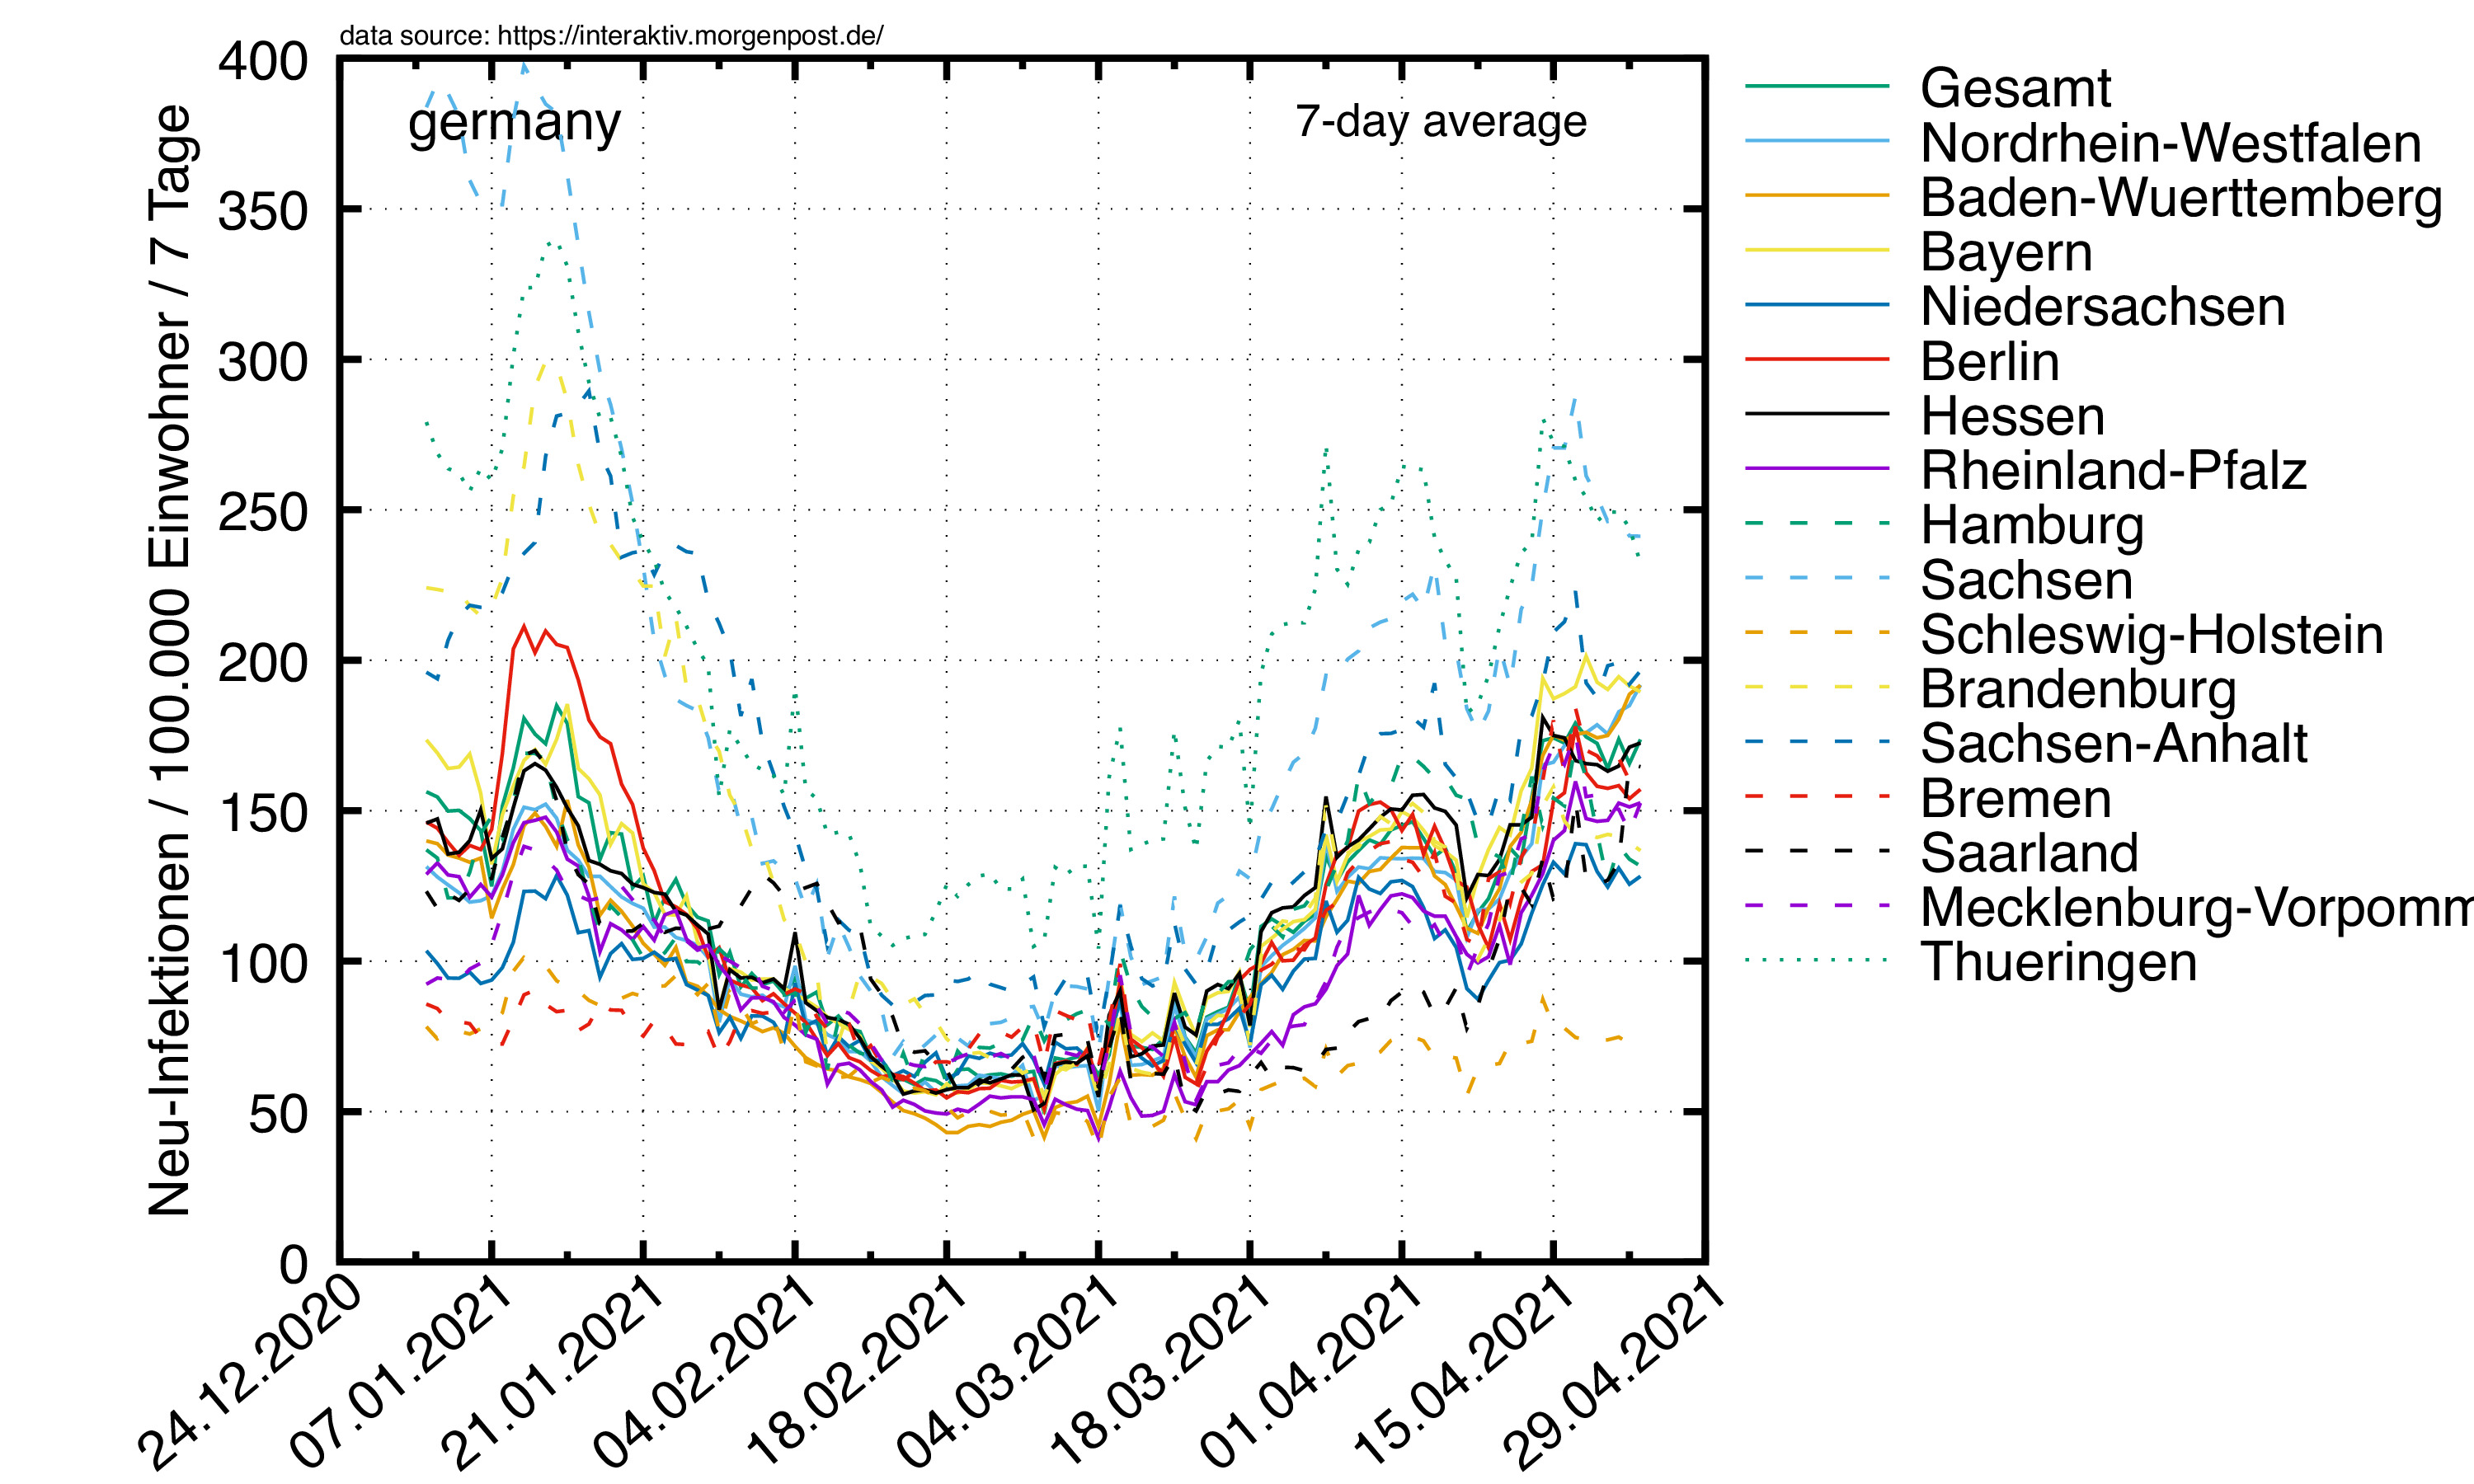 data source: https://interaktiv.morgenpost.de/
germany
7-day average
Neu-Infektionen / 100.000 Einwohner / 7 Tage
400
350
300
250
200
150
100
50
0
24.12.2020
07.01.2021
21.01.2021
04.02.2021
18.02.2021
04.03.2021
18.03.2021
01.04.2021
15.04.2021
29.04.2021
Gesamt
Nordrhein-Westfalen
Baden-Wuerttemberg
Bayern
Niedersachsen
Berlin
Hessen
Rheinland-Pfalz
Hamburg
Sachsen
Schleswig-Holstein
Brandenburg
Sachsen-Anhalt
Bremen
Saarland
Mecklenburg-Vorpomm
Thueringen